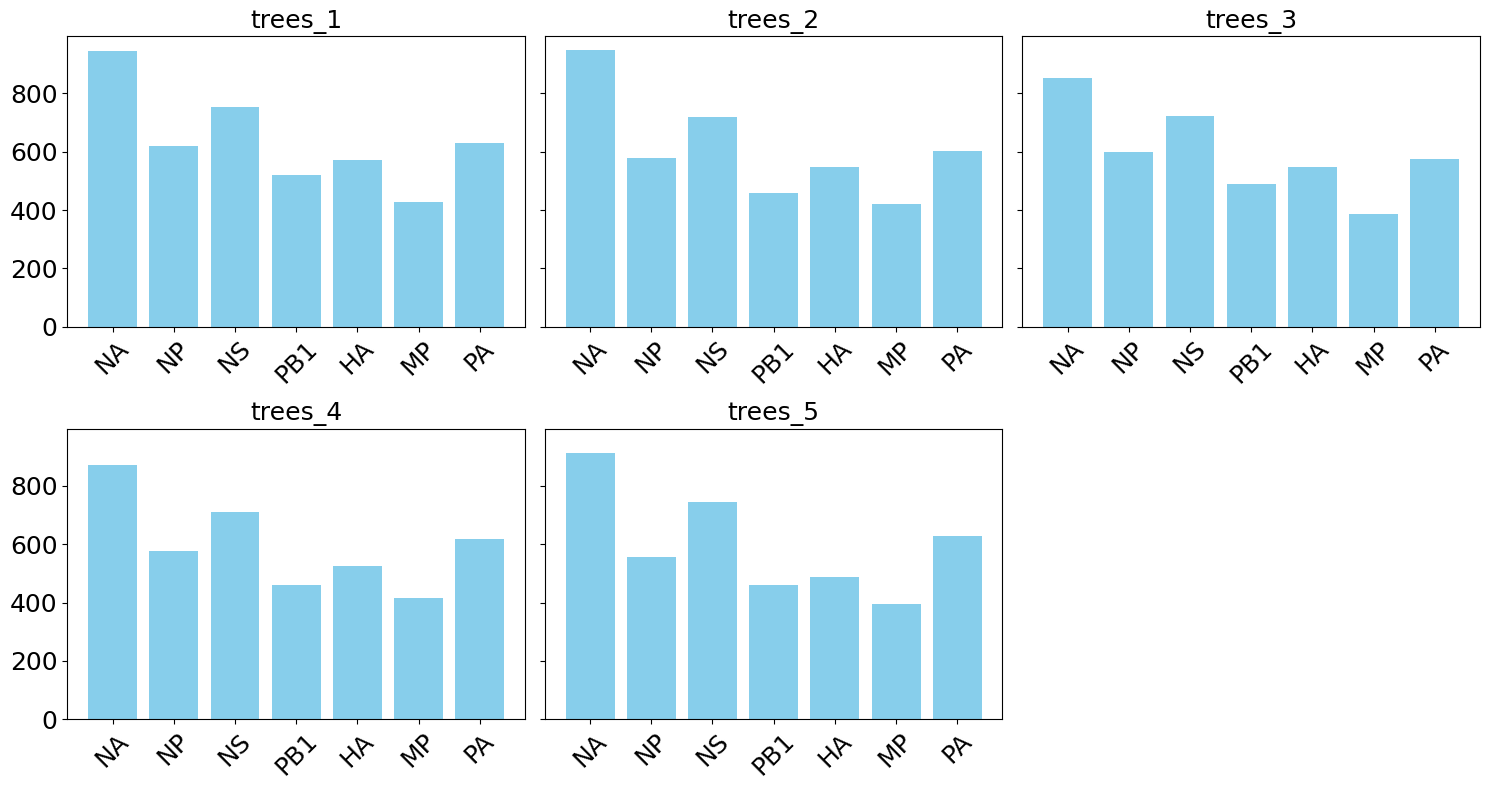 trees_1
trees_2
trees_3
800
600
400
200
0
NA NP NS PB1 HA MP PA
NA NP NS PB1 HA MP PA
NA NP NS PB1 HA MP PA
trees_4
trees_5
800
600
400
200
0
NA NP NS PB1 HA MP PA
NA NP NS PB1 HA MP PA